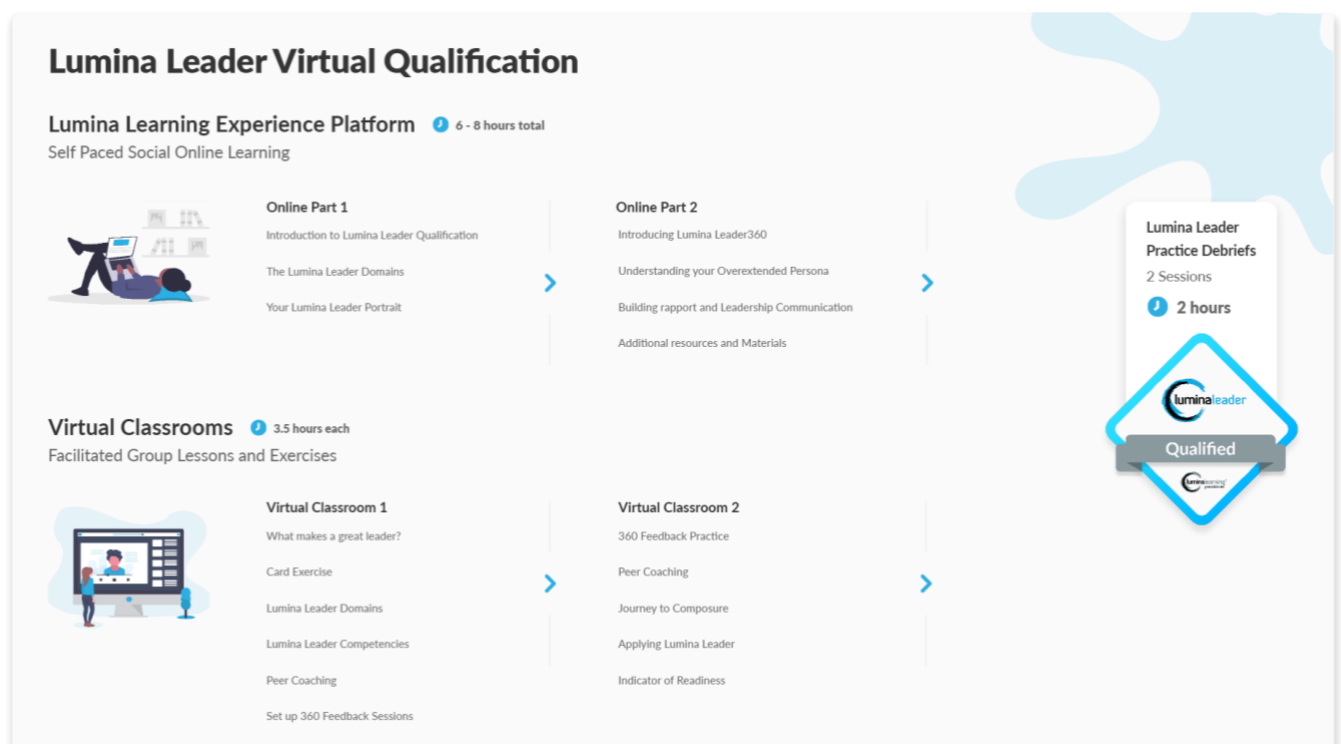 Lumina Leader Virtual Qualification
Lumina Learning Experience Platform 6 - 8 hours total
Self Paced Social Online Learning
Online Part 1
Introduction to Lumina Leader Qualification
The Lumina Leader Domains
Your Lumina Leader Portrait
Online Part 2
Introducing Lumina Leader360
Understanding your Overextended Persona
Building rapport and Leadership Communication
Additional resources and Materials
Virtual Classrooms 3.5 hours each
Facilitated Group Lessons and Exercises
Virtual Classroom 1
What makes a great leader?
Card Exercise
Lumina Leader Domains
Lumina Leader Competencies
Peer Coaching
Set up 360 Feedback Sessions
Virtual Classroom 2
360 Feedback Practice
Peer Coaching
Journey to Composure
Applying Lumina Leader
Indicator of Readiness
Lumina Leader
Practice Debriefs
2 Sessions
2 hours
luminaleader
Qualified
luminalearning